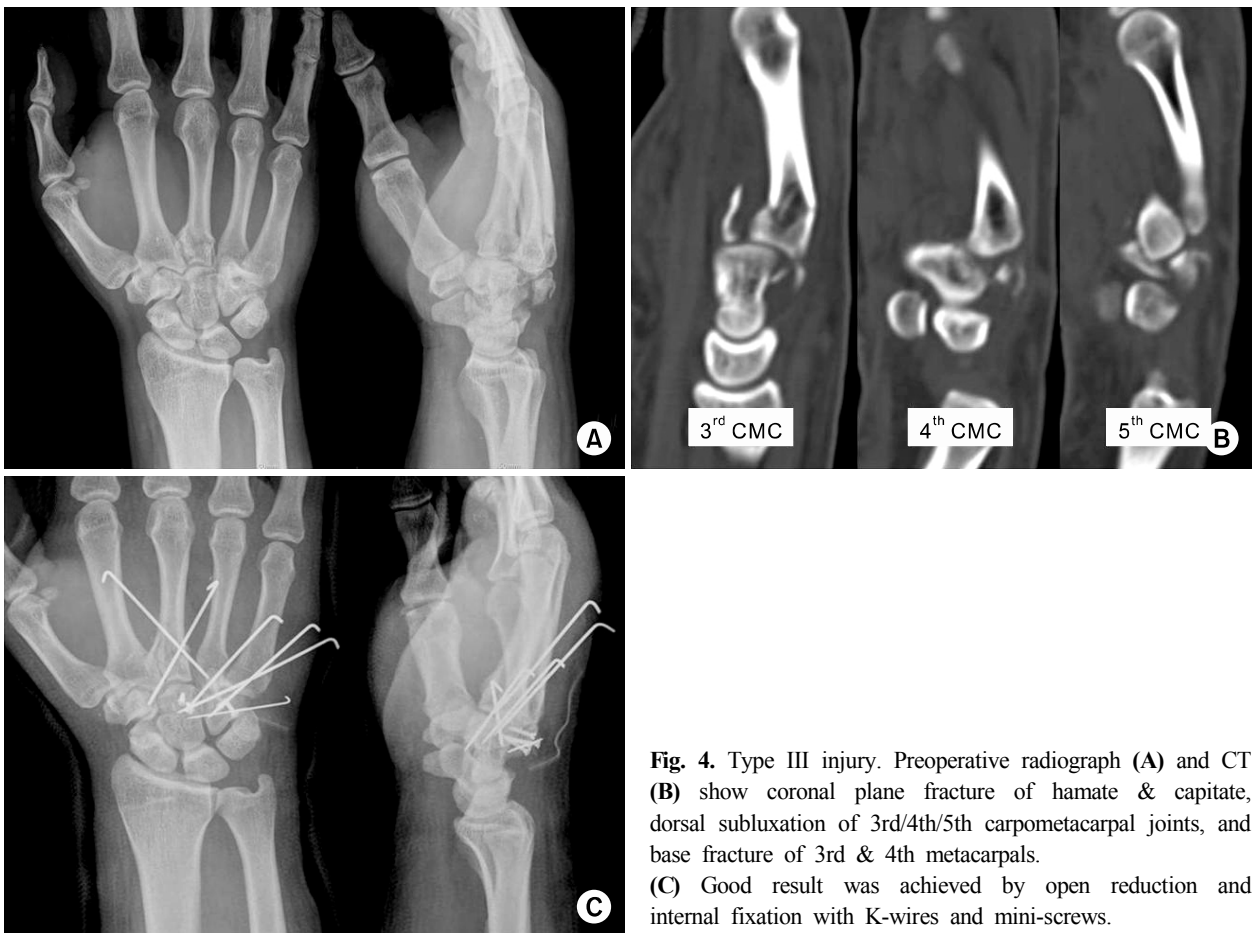 A
3rd CMC
4th CMC
5th CMC
B
C
Fig. 4. Type III injury. Preoperative radiograph (A) and CT
(B) show coronal plane fracture of hamate & capitate,
dorsal subluxation of 3rd/4th/5th carpometacarpal joints, and
base fracture of 3rd & 4th metacarpals.
(C) Good result was achieved by open reduction and
internal fixation with K-wires and mini-screws.